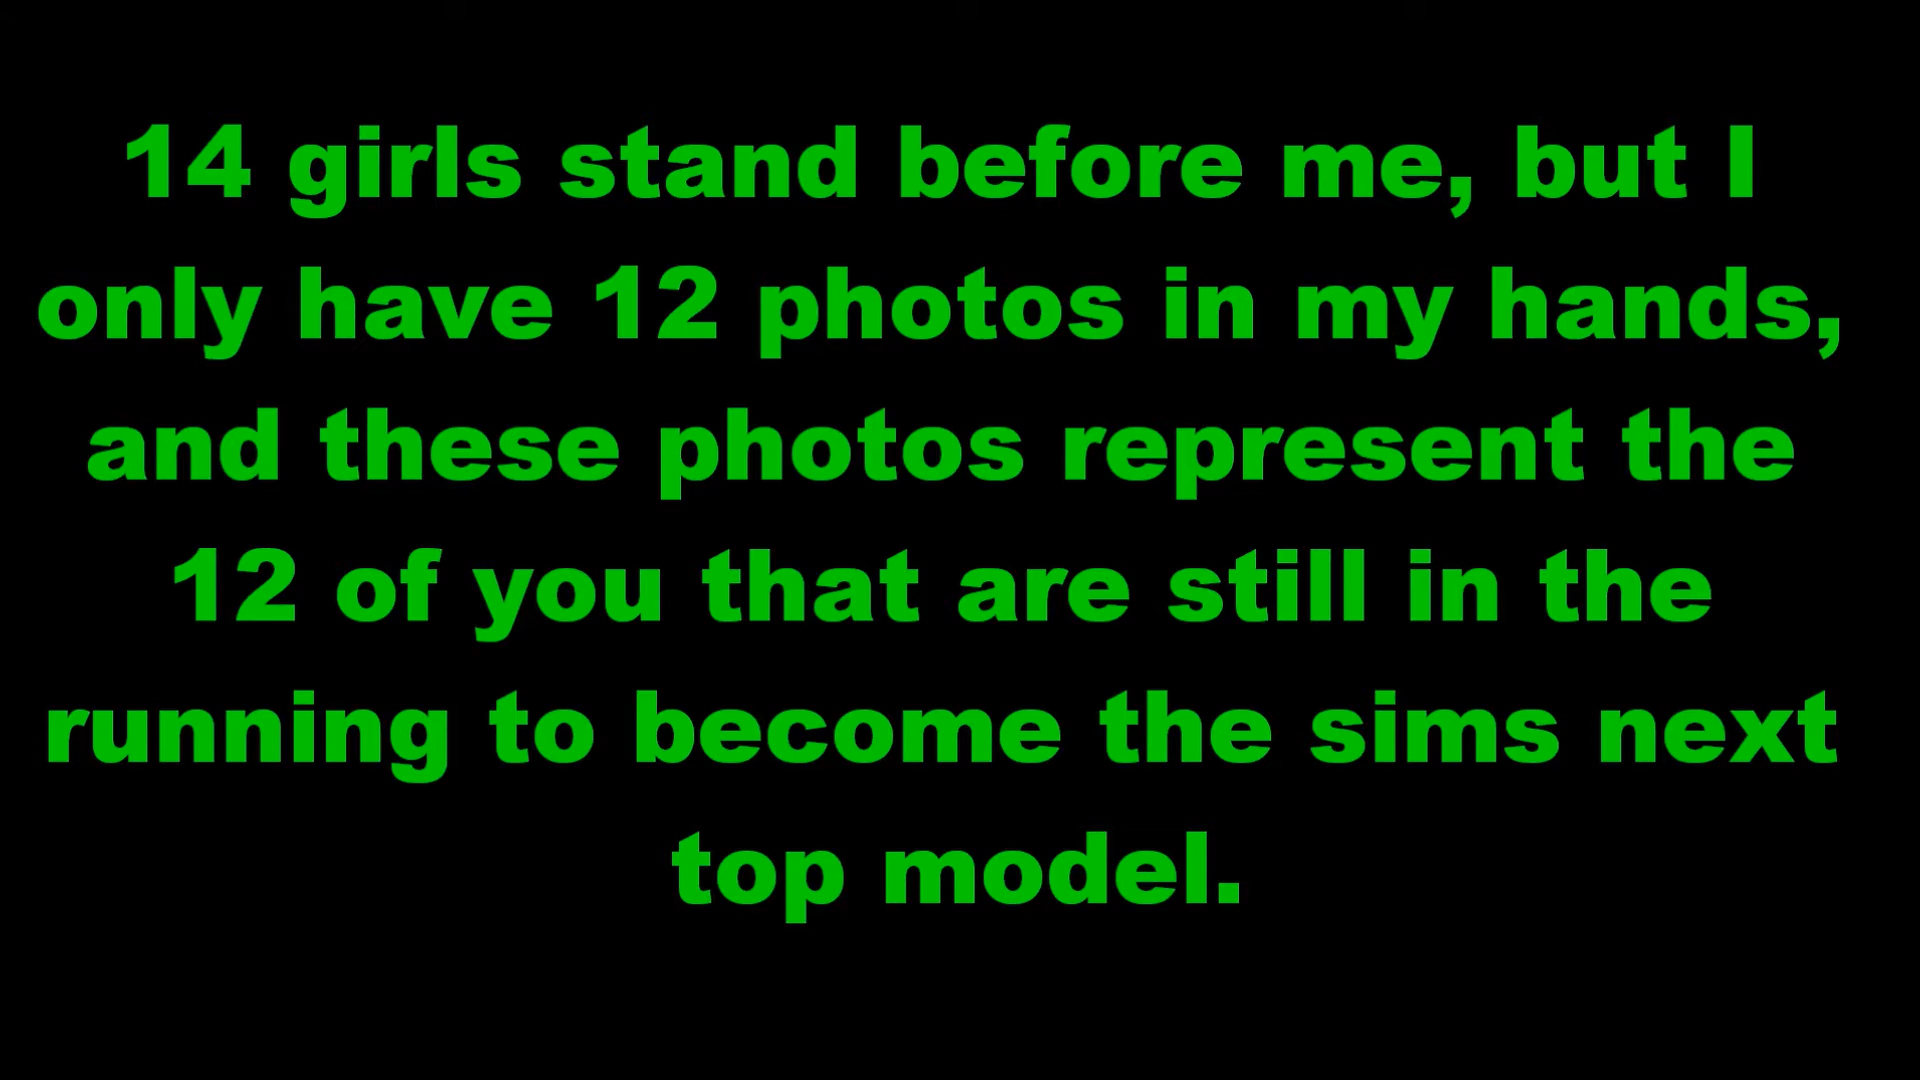 14 girls stand before me, but I
only have 12 photos in my hands,
and these photos represent the
12 of you that are still in the
running to become the sims next
top model.